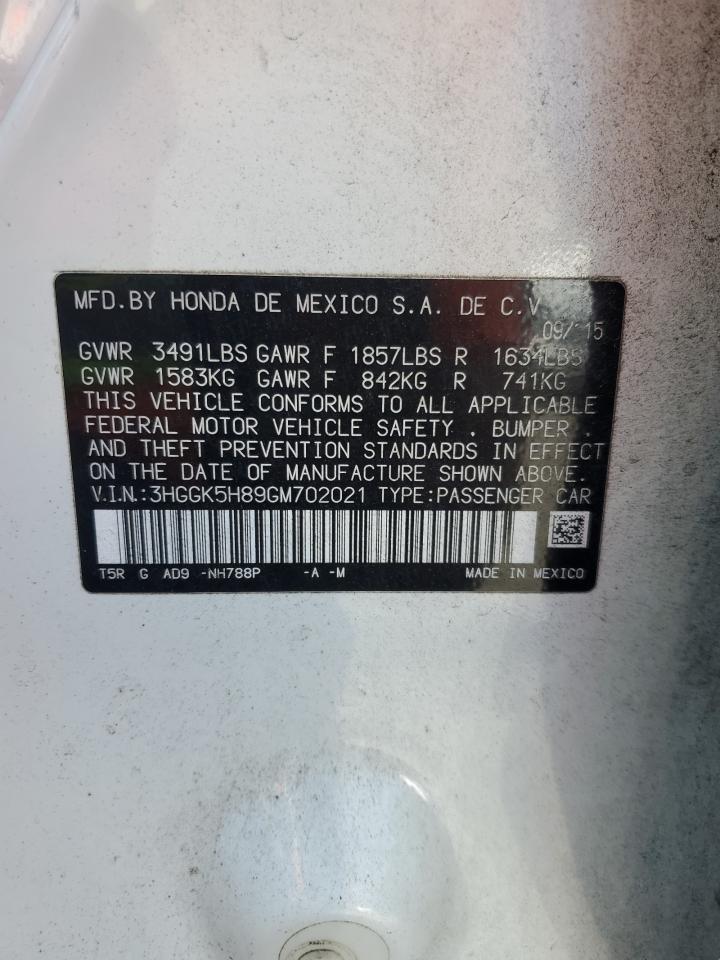 MFD.BY HONDA DE MEXICO S.A. DE C.V
09/15
GVWR 3491LBS GAWR F 1857LBS R 1634LBS
GVWR 1583KG GAWR F 842KG R 741KG
THIS VEHICLE CONFORMS TO ALL APPLICABLE
FEDERAL MOTOR VEHICLE SAFETY . BUMPER .
AND THEFT PREVENTION STANDARDS IN EFFECT
ON THE DATE OF MANUFACTURE SHOWN ABOVE.
V.I.N.:3HGGK5H89GM702021 TYPE:PASSENGER CAR
T5R G AD9 -NH788P -A -M MADE IN MEXICO